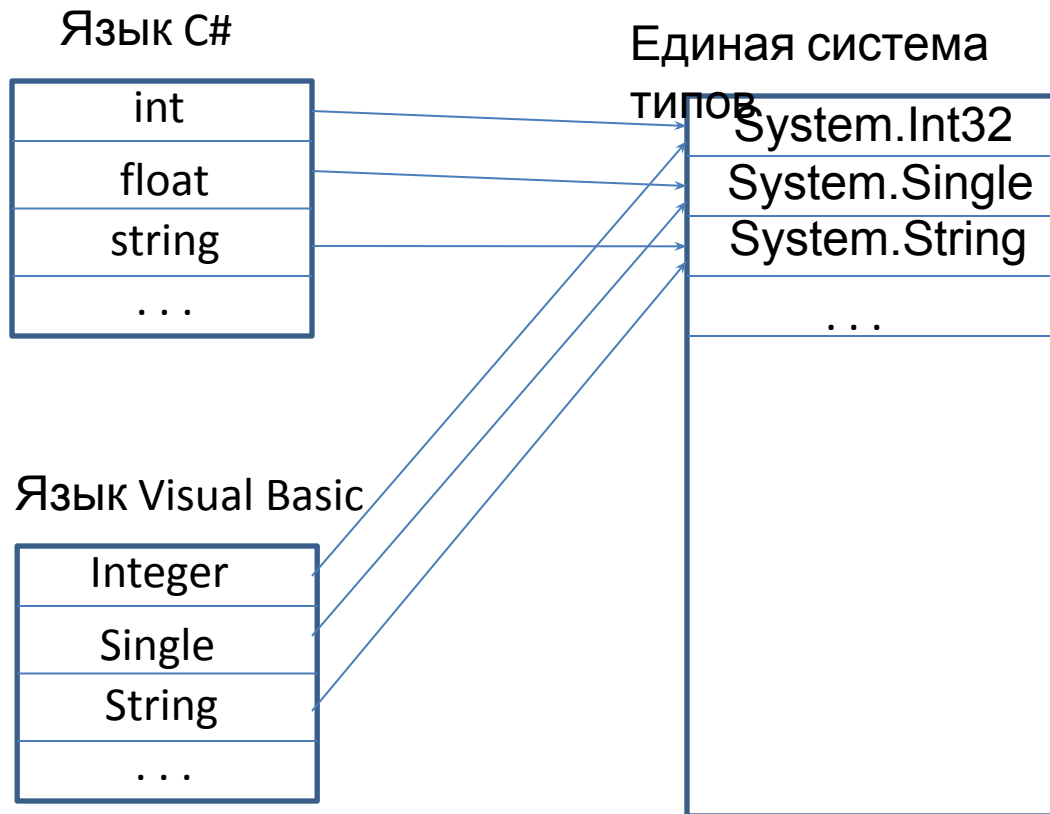 Язык C#
int
float
string
. . .
Единая система
типов
System.Int32
System.Single
System.String
. . .
Язык Visual Basic
Integer
Single
String
. . .